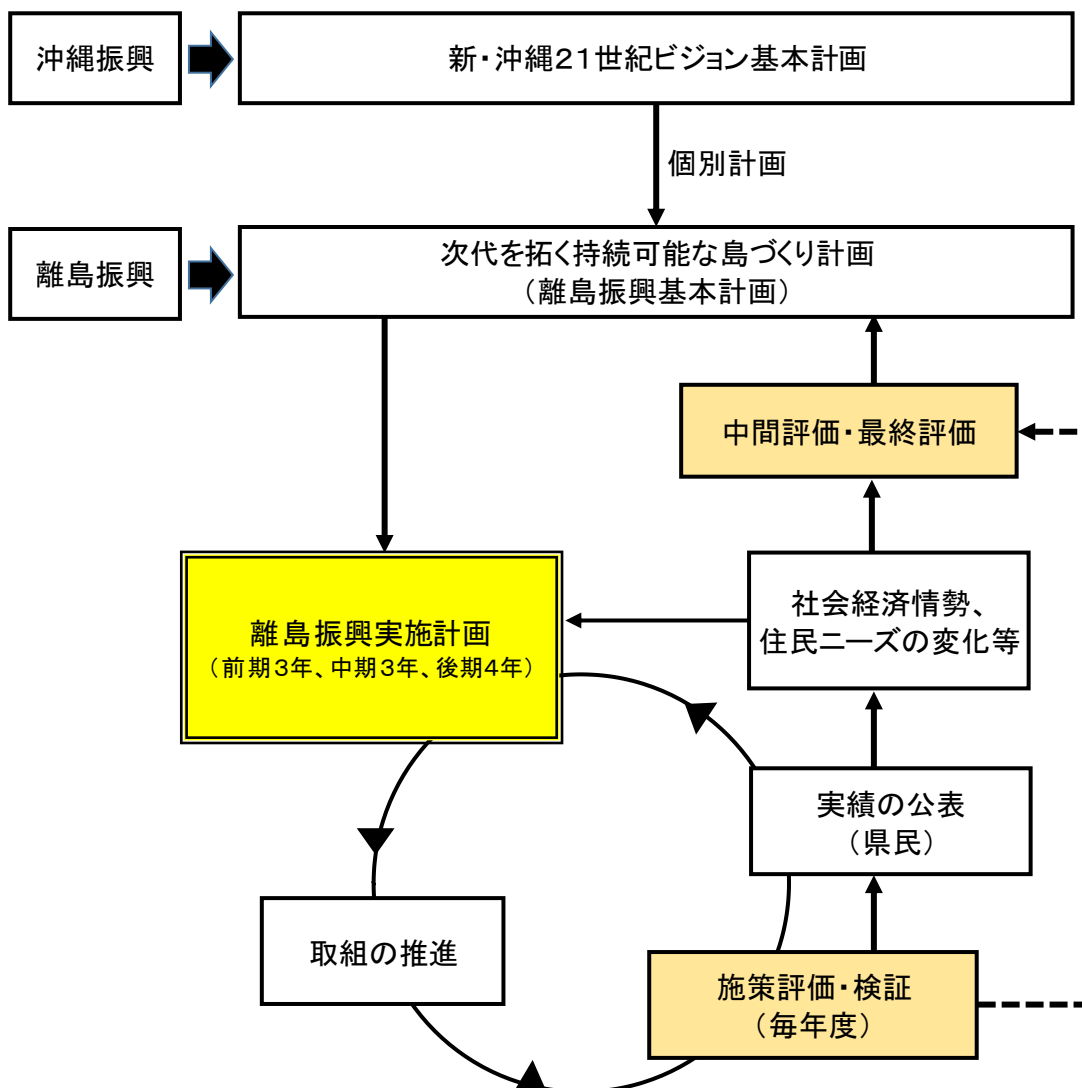 沖縄振興
新・沖縄21世紀ビジョン基本計画
個別計画
離島振興
次代を拓く持続可能な島づくり計画
（離島振興基本計画）
中間評価・最終評価
離島振興実施計画
（前期3年、中期3年、後期4年）
社会経済情勢、
住民ニーズの変化等
実績の公表
（県民）
取組の推進
施策評価・検証
（毎年度）